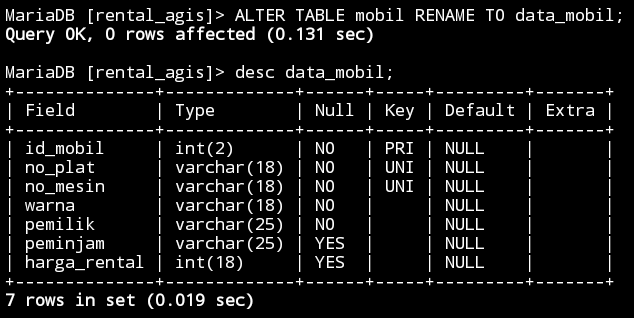 MariaDB [rental_agis]> ALTER TABLE mobil RENAME TO data_mobil;
Query OK, 0 rows affected (0.131 sec)

MariaDB [rental_agis]> desc data_mobil;
+--------------+-------------+------+-----+---------+-------+
| Field        | Type        | Null | Key | Default | Extra |
+--------------+-------------+------+-----+---------+-------+
| id_mobil     | int(2)      | NO   | PRI | NULL    |       |
| no_plat      | varchar(18) | NO   | UNI | NULL    |       |
| no_mesin     | varchar(18) | NO   | UNI | NULL    |       |
| warna        | varchar(18) | NO   |     | NULL    |       |
| pemilik      | varchar(25) | NO   |     | NULL    |       |
| peminjam     | varchar(25) | YES  |     | NULL    |       |
| harga_rental | int(18)     | YES  |     | NULL    |       |
+--------------+-------------+------+-----+---------+-------+
7 rows in set (0.019 sec)